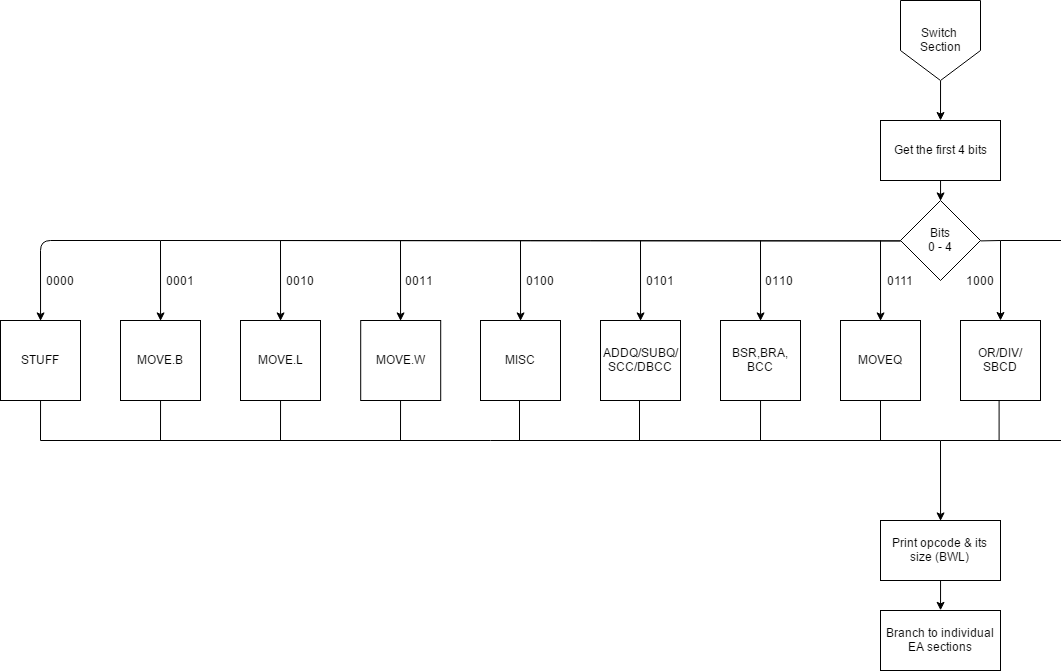 Switch
Section
Get the first 4 bits
Bits
0 - 4
0000
0001
0010
0011
0100
0101
0110
0111
1000
STUFF
MOVE.B
MOVE.L
MOVE.W
MISC
ADDQ/SUBQ/
SCC/DBCC
BSR,BRA,
BCC
MOVEQ
OR/DIV/
SBCD
Print opcode & its
size (BWL)
Branch to individual
EA sections